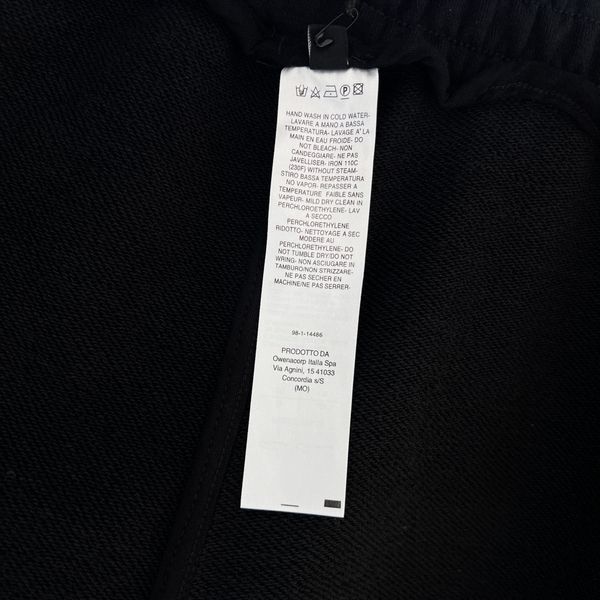 HAND WASH IN COLD WATER-
LAVARE A MANO A BASSA
TEMPERATURA- LAVAGE A' LA
MAIN EN EAU FROIDE- DO
NOT BLEACH- NON
CANDEGGIARE- NE PAS
JAVELLISER- IRON 110C
(230F) WITHOUT STEAM-
STIRO BASSA TEMPERATURA
NO VAPOR- REPASSER A
TEMPERATURE FAIBLE SANS
VAPEUR- MILD DRY CLEAN IN
PERCHLOROETHYLENE- LAV
A SECCO
PERCHLORETHYLENE
RIDOTTO- NETTOYAGE A SEC
MODERE AU
PERCHLORETHYLENE- DO
NOT TUMBLE DRY/DO NOT
WRING- NON ASCIUGARE IN
TAMBURO/NON STRIZZARE-
NE PAS SECHER EN
MACHINE/NE PAS SERRER-
98-1-14486
PRODOTTO DA
Owenacorp Italia Spa
Via Agnini, 15 41033
Concordia s/S
(MO)